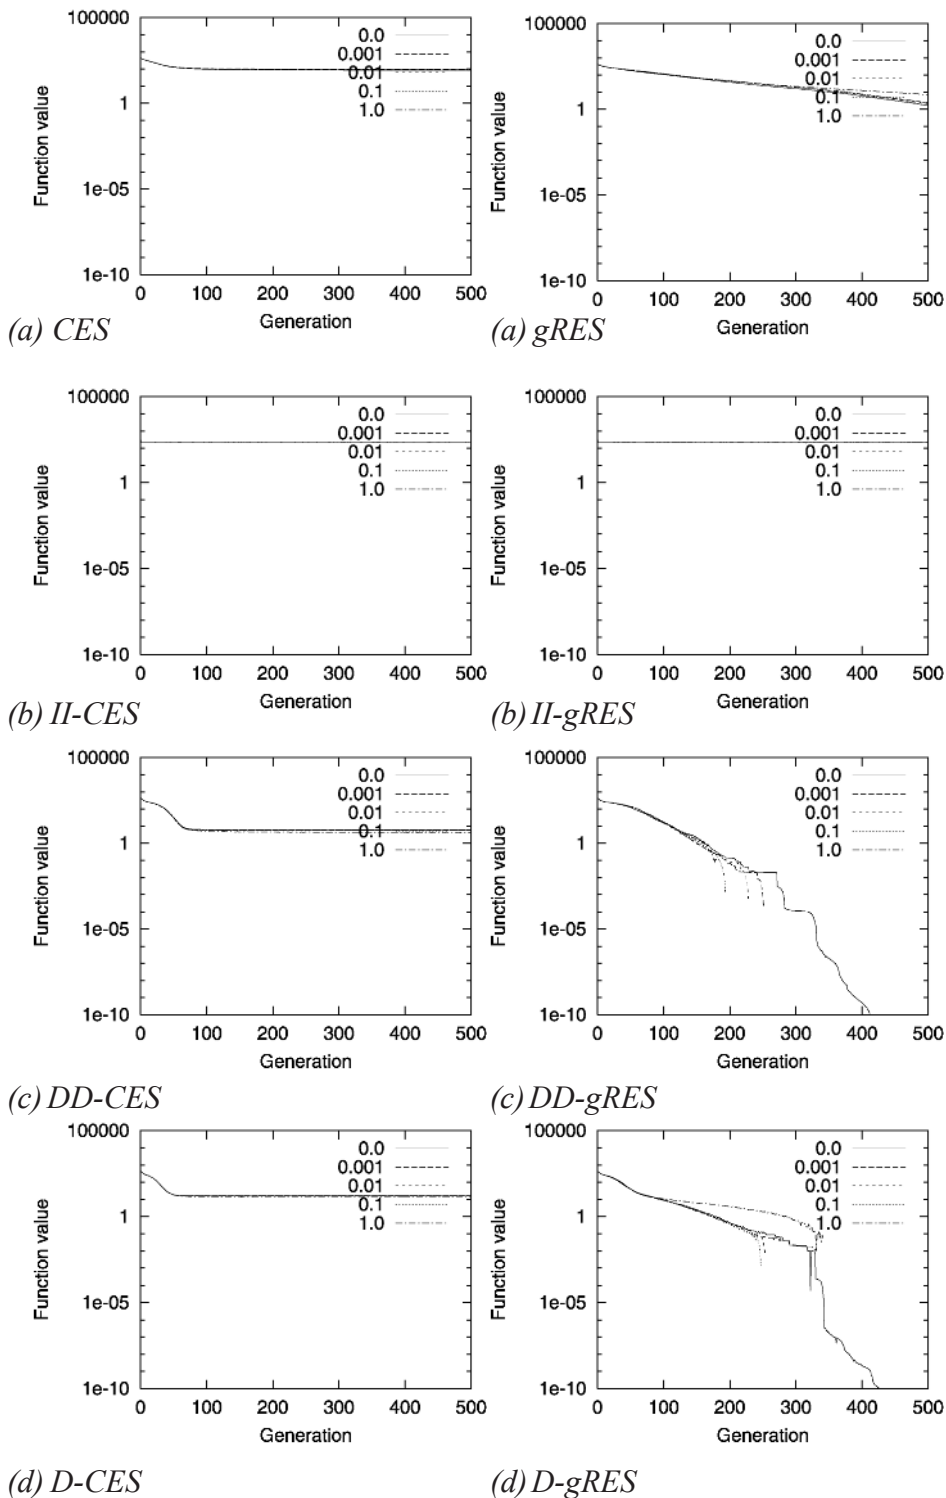 100000
1
1e-05
1e-10
Function value
0.0
0.001
0.01
0.1
1.0
0 100 200 300 400 500
Generation
(a) CES
100000
1
1e-05
1e-10
Function value
0.0
0.001
0.01
0.1
1.0
0 100 200 300 400 500
Generation
(a) gRES
100000
1
1e-05
1e-10
Function value
0.0
0.001
0.01
0.1
1.0
0 100 200 300 400 500
Generation
(b) II-CES
100000
1
1e-05
1e-10
Function value
0.0
0.001
0.01
0.1
1.0
0 100 200 300 400 500
Generation
(b) II-gRES
100000
1
1e-05
1e-10
Function value
0.0
0.001
0.01
0.1
1.0
0 100 200 300 400 500
Generation
(c) DD-CES
100000
1
1e-05
1e-10
Function value
0.0
0.001
0.01
0.1
1.0
0 100 200 300 400 500
Generation
(c) DD-gRES
100000
1
1e-05
1e-10
Function value
0.0
0.001
0.01
0.1
1.0
0 100 200 300 400 500
Generation
(d) D-CES
100000
1
1e-05
1e-10
Function value
0.0
0.001
0.01
0.1
1.0
0 100 200 300 400 500
Generation
(d) D-gRES